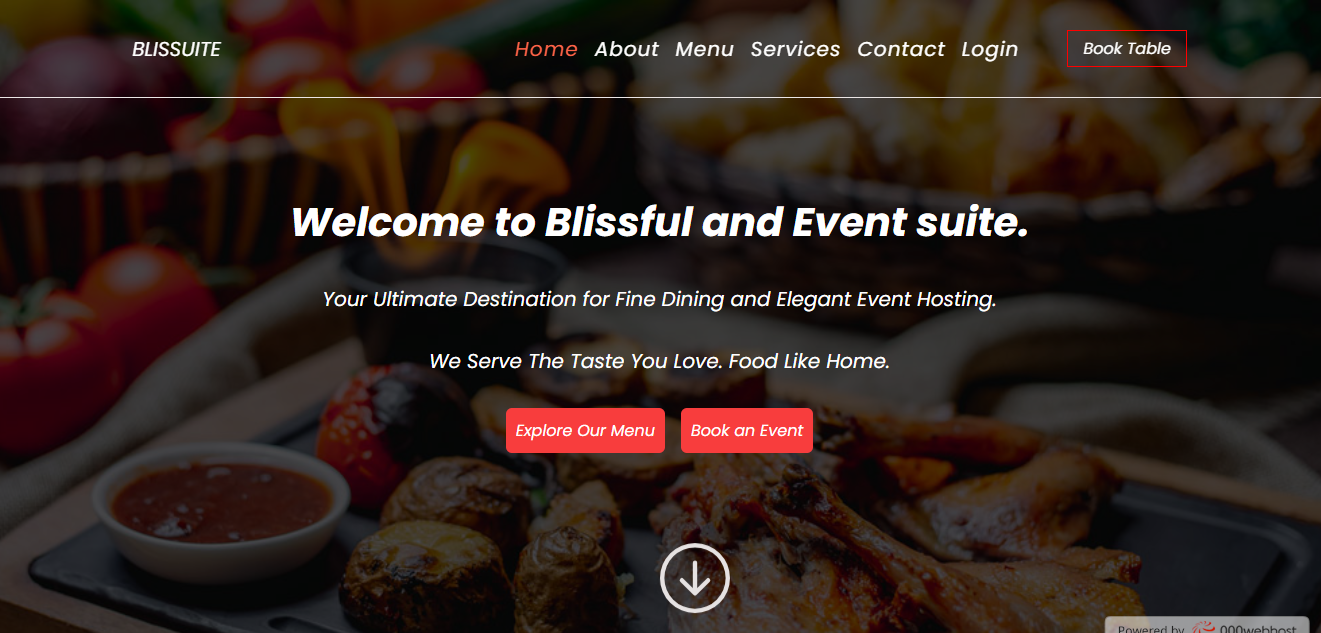 BLISSUITE
Home About Menu Services Contact Login
Book Table
Welcome to Blissful and Event suite.
Your Ultimate Destination for Fine Dining and Elegant Event Hosting.
We Serve The Taste You Love. Food Like Home.
Explore Our Menu
Book an Event
Powered by 000webhost